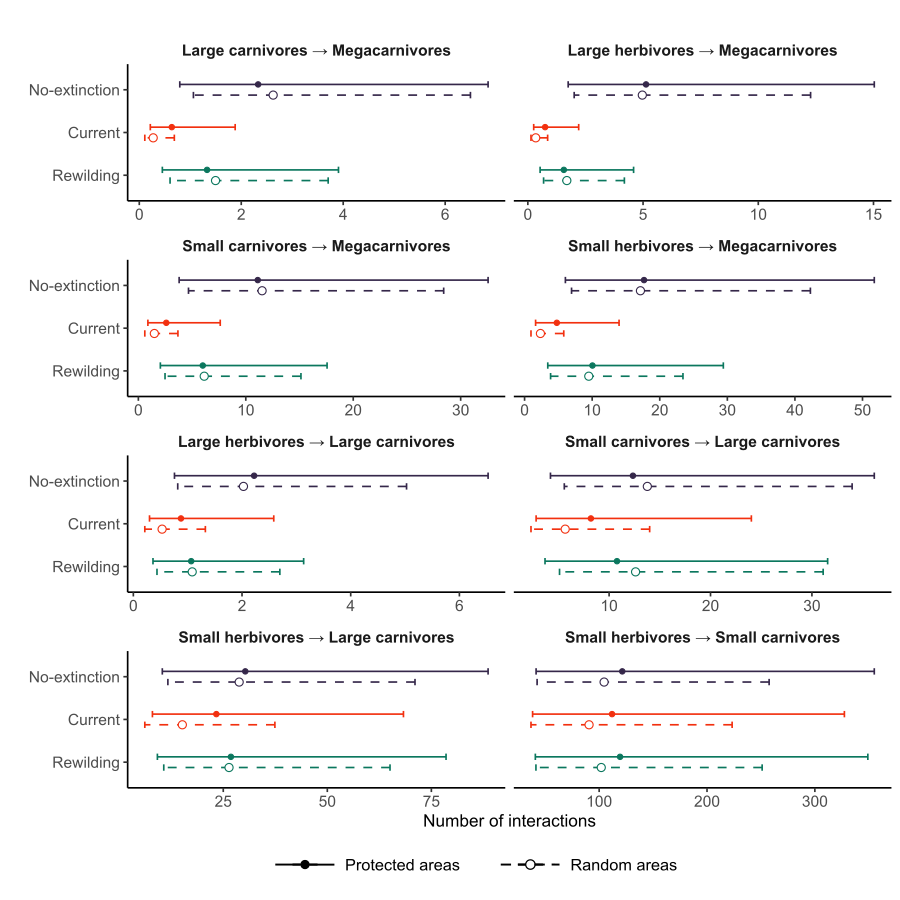 Large carnivores → Megacarnivores
Large herbivores → Megacarnivores
No-extinction
Current
Rewilding
0 2 4 6
0 5 10 15
Small carnivores → Megacarnivores
Small herbivores → Megacarnivores
No-extinction
Current
Rewilding
0 10 20 30
0 10 20 30 40 50
Large herbivores → Large carnivores
Small carnivores → Large carnivores
No-extinction
Current
Rewilding
0 2 4 6
10 20 30
Small herbivores → Large carnivores
Small herbivores → Small carnivores
No-extinction
Current
Rewilding
25 50 75
100 200 300
Number of interactions
Protected areas
Random areas